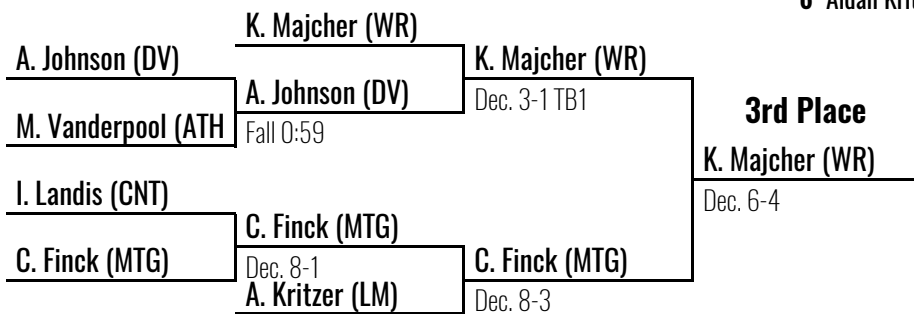 6 Aidan
K. Majcher (WR)
A. Johnson (DV)
K. Majcher (WR)
A. Johnson (DV)
Dec. 3-1 TB1
3rd Place
M. Vanderpool (ATH
Fall 0:59
K. Majcher (WR)
I. Landis (CNT)
Dec. 6-4
C. Finck (MTG)
C. Finck (MTG)
Dec. 8-1
C. Finck (MTG)
A. Kritzer (LM)
Dec. 8-3